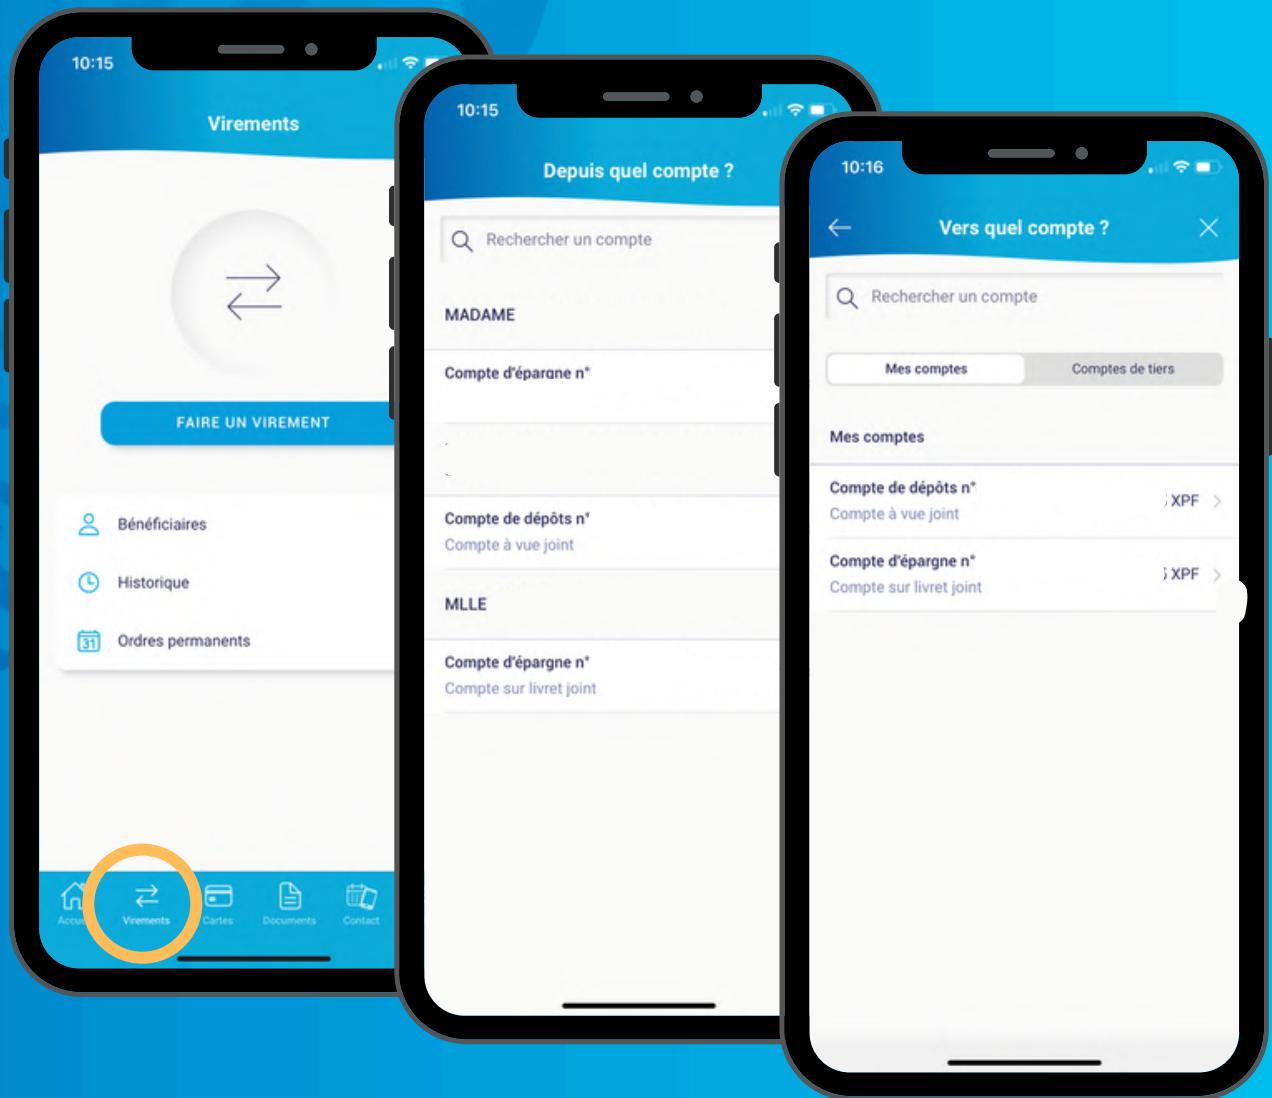 10:15
Virements
FAIRE UN VIREMENT
Bénéficiaires
Historique
31
Ordres permanents
Virements
Cartes
Documents
Contact
10:15
Depuis quel compte ?
Rechercher un compte
MADAME
Compte d'épargne n°
Compte de dépôts n°
Compte à vue joint
MLLE
Compte d'épargne n°
Compte sur livret joint
10:16
Vers quel compte ?
Rechercher un compte
Mes comptes
Comptes de tiers
Mes comptes
Compte de dépôts n°
XPF
Compte à vue joint
Compte d'épargne n°
XPF
Compte sur livret joint